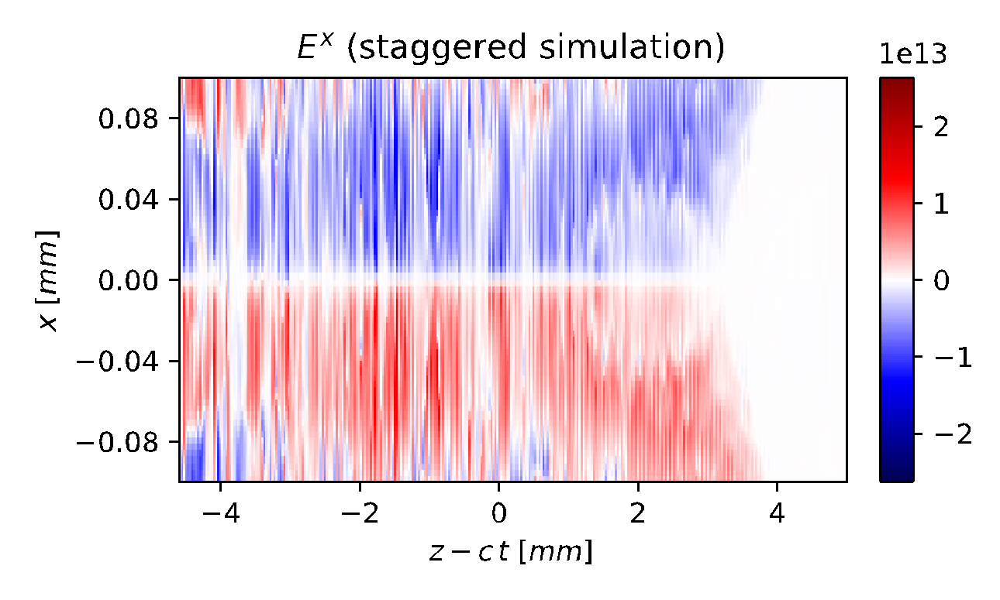 E^x (staggered simulation)
1e13
0.08
0.04
0.00
−0.04
−0.08
x [mm]
−4 −2 0 2 4
z − c t [mm]
2
1
0
−1
−2